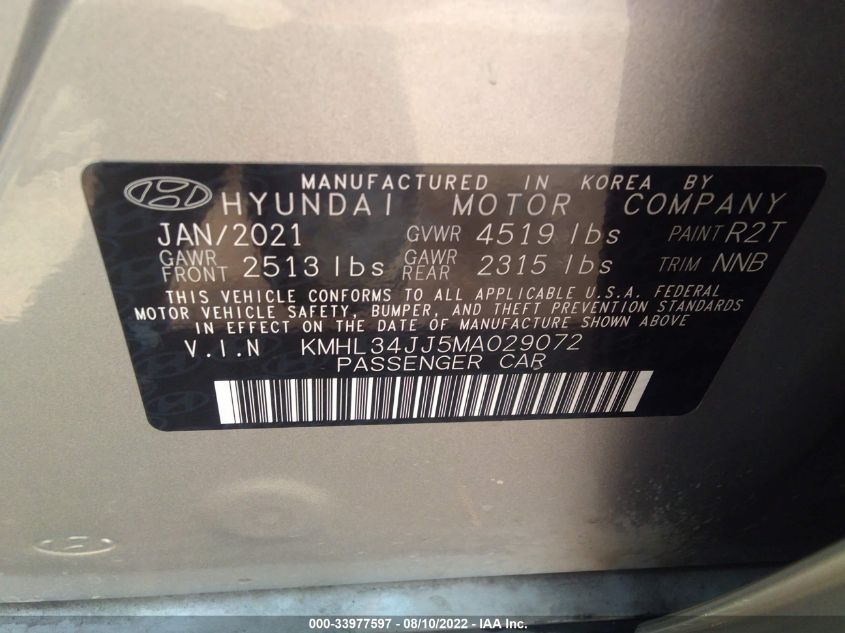 MANUFACTURED IN KOREA BY
HYUNDAI MOTOR COMPANY
JAN/2021 GVWR 4519 lbs PAINT R2T
GAWR FRONT 2513 lbs GAWR REAR 2315 lbs TRIM NNB
THIS VEHICLE CONFORMS TO ALL APPLICABLE U.S.A. FEDERAL
MOTOR VEHICLE SAFETY, BUMPER, AND THEFT PREVENTION STANDARDS
IN EFFECT ON THE DATE OF MANUFACTURE SHOWN ABOVE
V.I.N KMHL34JJ5MA029072
PASSENGER CAR
000-33977597 - 08/10/2022 - IAA Inc.